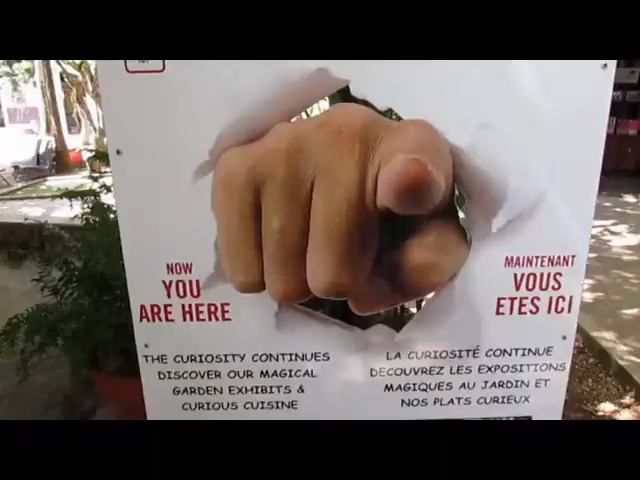 NOW
YOU
ARE HERE
MAINTENANT
VOUS
ETES ICI
THE CURIOSITY CONTINUES
DISCOVER OUR MAGICAL
GARDEN EXHIBITS &
CURIOUS CUISINE
LA CURIOSITÉ CONTINUE
DECOUVREZ LES EXPOSITIONS
MAGIQUES AU JARDIN ET
NOS PLATS CURIEUX